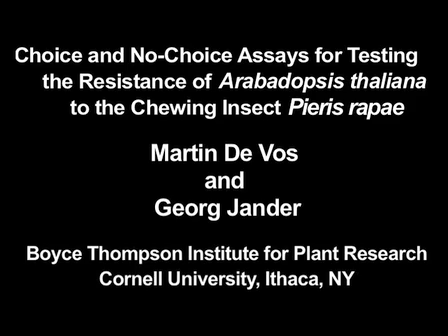 Choice and No-Choice Assays for Testing
the Resistance of Arabadopsis thaliana
to the Chewing Insect Pieris rapae
Martin De Vos
and
Georg Jander
Boyce Thompson Institute for Plant Research
Cornell University, Ithaca, NY